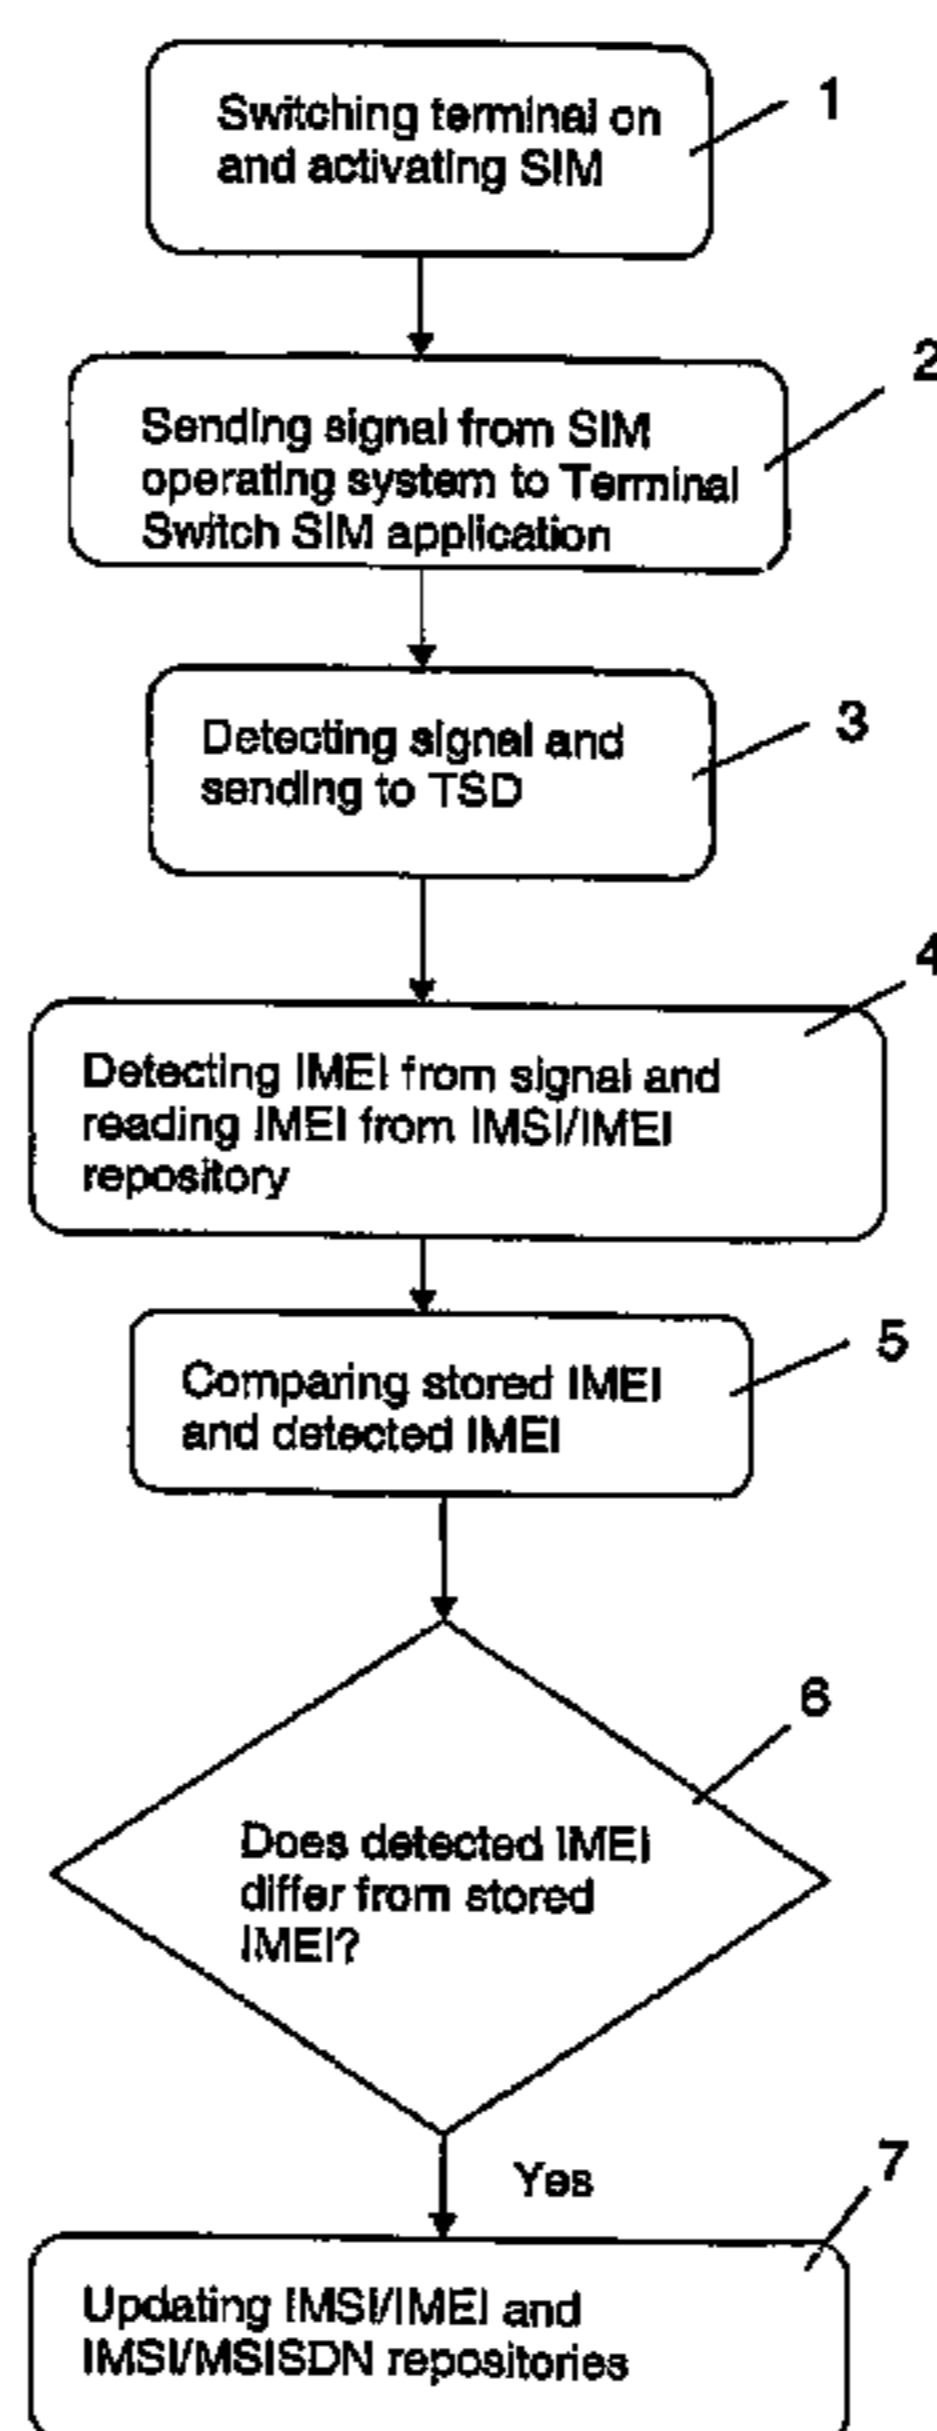 Switching terminal on
and activating SIM
1
Sending signal from SIM
operating system to Terminal
Switch SIM application
2
Detecting signal and
sending to TSD
3
Detecting IMEI from signal and
reading IMEI from IMSI/IMEI
repository
4
Comparing stored IMEI
and detected IMEI
5
Does detected IMEI
differ from stored
IMEI?
6
Yes
Updating IMSI/IMEI and
IMSI/MSISDN repositories
7